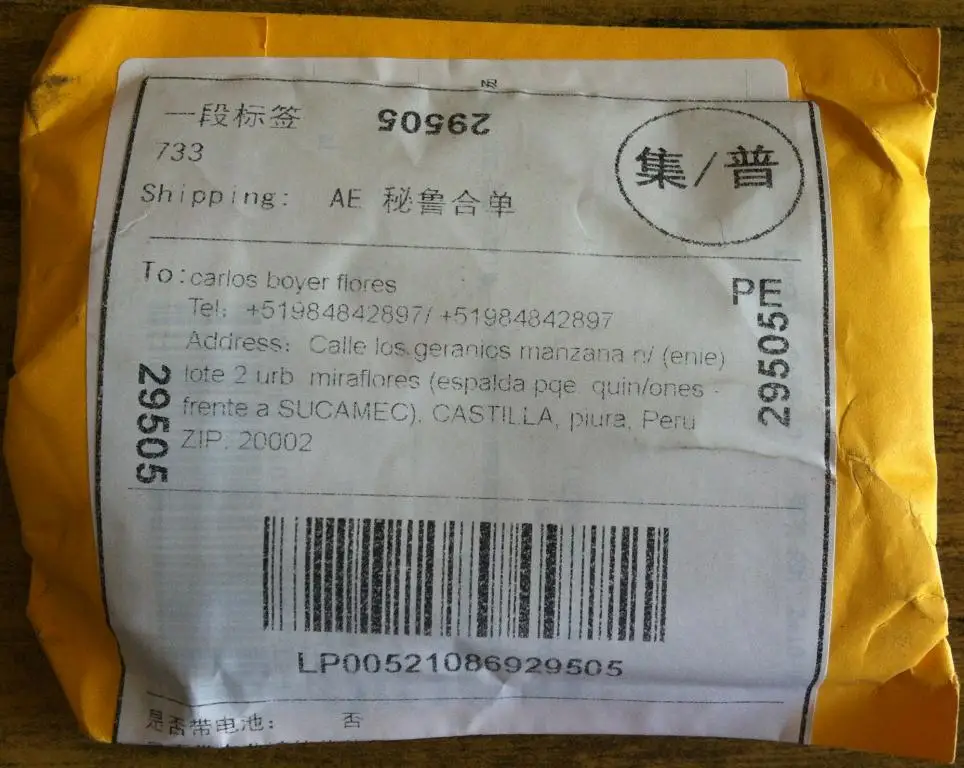 一段标签
29505
733
集/普
Shipping: AE 秘鲁合单
To: carlos boyer flores
Tel: +51984842897/ +51984842897
Address: Calle los geranios manzana n/ (enie)
lote 2 urb. miraflores (espalda pqe. quin/ones -
frente a SUCAMEC), CASTILLA, piura, Peru
ZIP: 20002
PE
29505
29505
LP00521086929505
是否带电池: 否